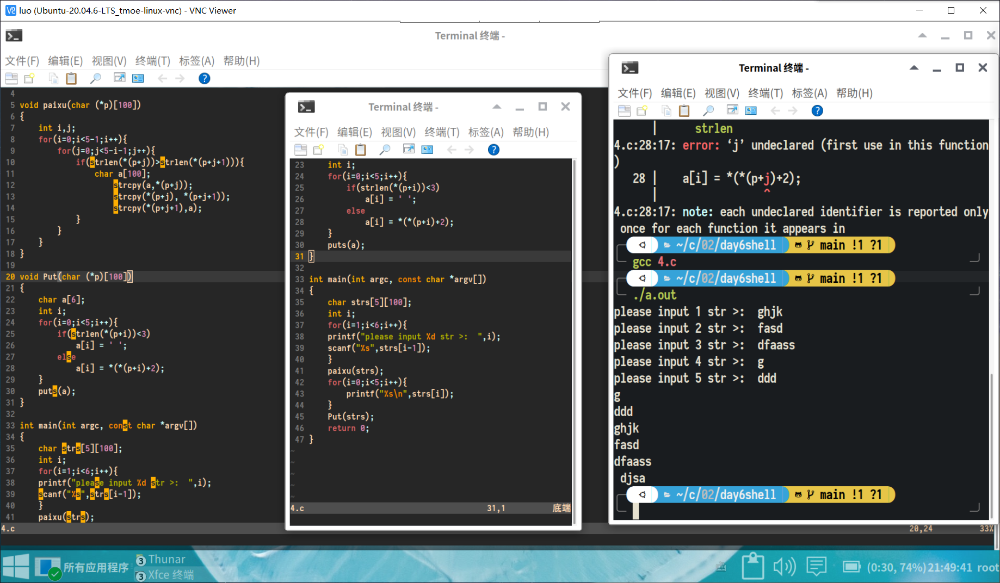 luo (Ubuntu-20.04.6-LTS_tmoe-linux-vnc) - VNC Viewer
Terminal 终端 -
文件(F) 编辑(E) 视图(V) 终端(T) 标签(A) 帮助(H)
4
5 void paixu(char (*p)[100])
6 {
7     int i,j;
8     for(i=0;i<5-1;i++){
9         for(j=0;j<5-i-1;j++){
10             if(strlen(*(p+j))>strlen(*(p+j+1))){
11                 char a[100];
12                     strcpy(a,*(p+j));
13                     strcpy(*(p+j), *(p+j+1));
14                     strcpy(*(p+j+1),a);
15             }
16         }
17     }
18 }
19
20 void Put(char (*p)[100])
21 {
22     char a[6];
23     int i;
24     for(i=0;i<5;i++){
25         if(strlen(*(p+i))<3)
26             a[i] = ' ';
27         else
28             a[i] = *(*(p+i)+2);
29     }
30     puts(a);
31 }
32
33 int main(int argc, const char *argv[])
34 {
35     char strs[5][100];
36     int i;
37     for(i=1;i<6;i++){
38     printf("please input %d str >:  ",i);
39     scanf("%s",strs[i-1]);
40     }
41     paixu(strs);
4.c 20,24 33%
Terminal 终端 -
文件(F) 编辑(E) 视图(V) 终端(T) 标签(A) 帮助(H)
23     int i;
24     for(i=0;i<5;i++){
25         if(strlen(*(p+i))<3)
26             a[i] = ' ';
27         else
28             a[i] = *(*(p+i)+2);
29     }
30     puts(a);
31 }
32
33 int main(int argc, const char *argv[])
34 {
35     char strs[5][100];
36     int i;
37     for(i=1;i<6;i++){
38     printf("please input %d str >:  ",i);
39     scanf("%s",strs[i-1]);
40     }
41     paixu(strs);
42     for(i=0;i<5;i++){
43         printf("%s\n",strs[i]);
44     }
45     Put(strs);
46     return 0;
47 }
~
~
~
~
~
4.c 31,1 底端
Terminal 终端 -
文件(F) 编辑(E) 视图(V) 终端(T) 标签(A) 帮助(H)
|      strlen
4.c:28:17: error: ‘j’ undeclared (first use in this function
)
28 |    a[i] = *(*(p+j)+2);
|                 ^
4.c:28:17: note: each undeclared identifier is reported only
once for each function it appears in
~/c/02/day6shell main !1 ?1
gcc 4.c
~/c/02/day6shell main !1 ?1
./a.out
please input 1 str >:  ghjk
please input 2 str >:  fasd
please input 3 str >:  dfaass
please input 4 str >:  g
please input 5 str >:  ddd
g
ddd
ghjk
fasd
dfaass
djsa
~/c/02/day6shell main !1 ?1
所有应用程序
3 Thunar
3 Xfce 终端
(0:30, 74%) 21:49:41 root